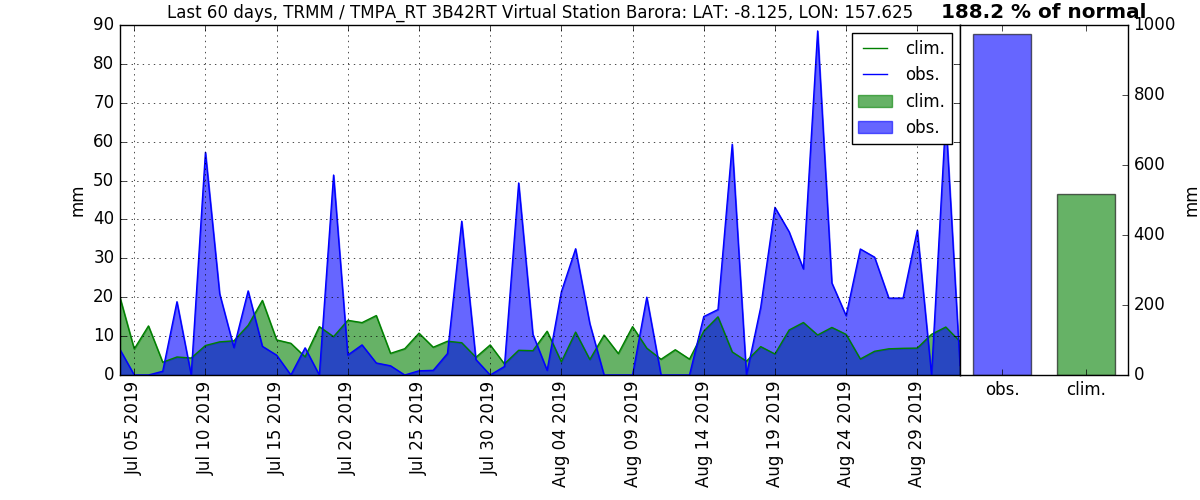 Last 60 days, TRMM / TMPA_RT 3B42RT Virtual Station Barora: LAT: -8.125, LON: 157.625
188.2 % of normal
90
80
70
60
50
40
30
20
10
0
mm
clim.
obs.
clim.
obs.
1000
800
600
400
200
0
mm
Jul 05 2019
Jul 10 2019
Jul 15 2019
Jul 20 2019
Jul 25 2019
Jul 30 2019
Aug 04 2019
Aug 09 2019
Aug 14 2019
Aug 19 2019
Aug 24 2019
Aug 29 2019
obs.
clim.